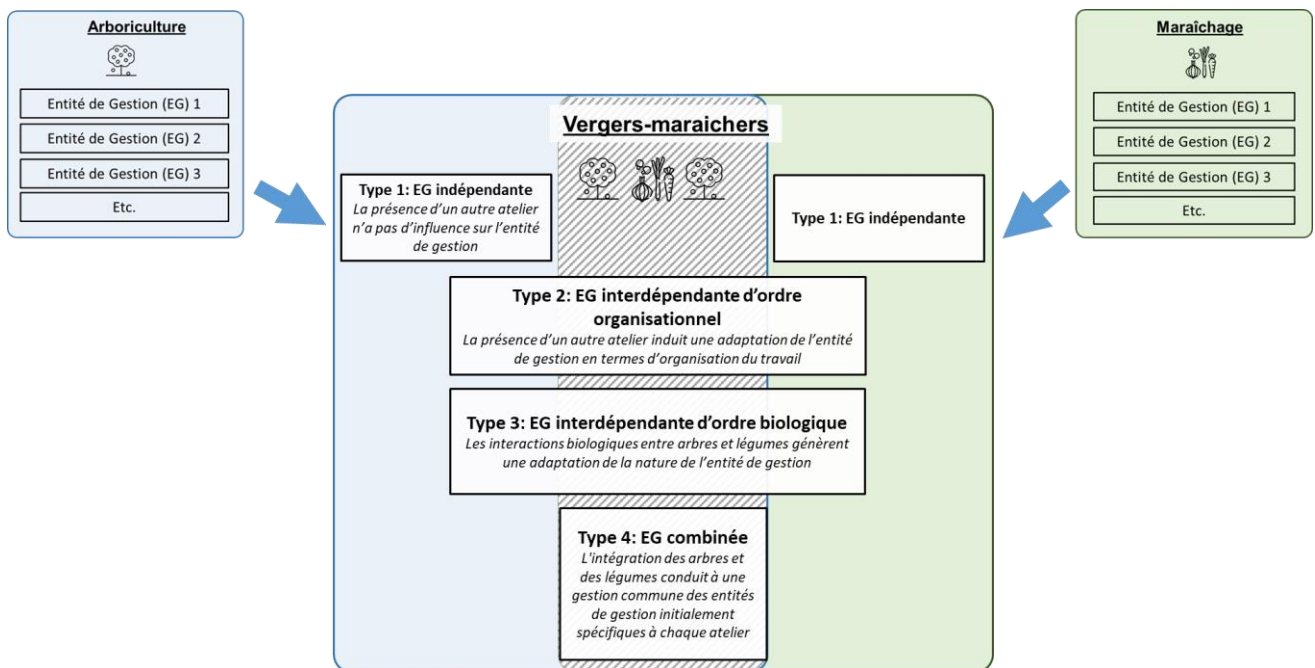 Arboriculture
Entité de Gestion (EG) 1
Entité de Gestion (EG) 2
Entité de Gestion (EG) 3
Etc.
Maraîchage
Entité de Gestion (EG) 1
Entité de Gestion (EG) 2
Entité de Gestion (EG) 3
Etc.
Vergers-maraichers
Type 1: EG indépendante
La présence d’un autre atelier
n’a pas d’influence sur l’entité
de gestion
Type 1: EG indépendante
Type 2: EG interdépendante d’ordre
organisationnel
La présence d’un autre atelier induit une adaptation de l’entité
de gestion en termes d’organisation du travail
Type 3: EG interdépendante d’ordre biologique
Les interactions biologiques entre arbres et légumes génèrent
une adaptation de la nature de l’entité de gestion
Type 4: EG combinée
L'intégration des arbres et
des légumes conduit à une
gestion commune des entités
de gestion initialement
spécifiques à chaque atelier